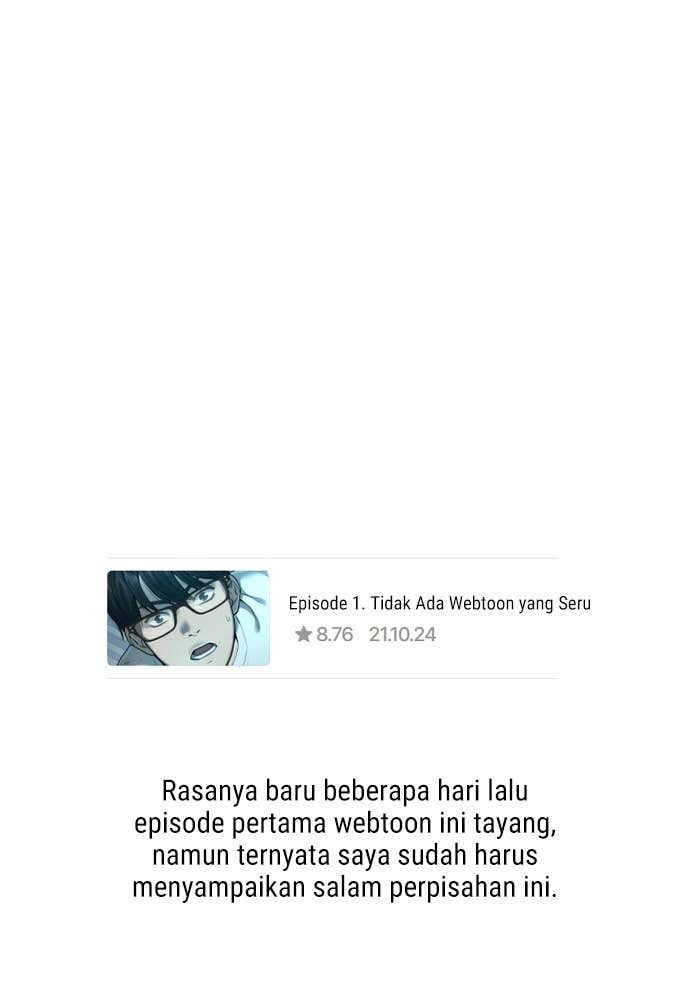 Episode 1. Tidak Ada Webtoon yang Seru
★ 8.76 21.10.24
Rasanya baru beberapa hari lalu
episode pertama webtoon ini tayang,
namun ternyata saya sudah harus
menyampaikan salam perpisahan ini.